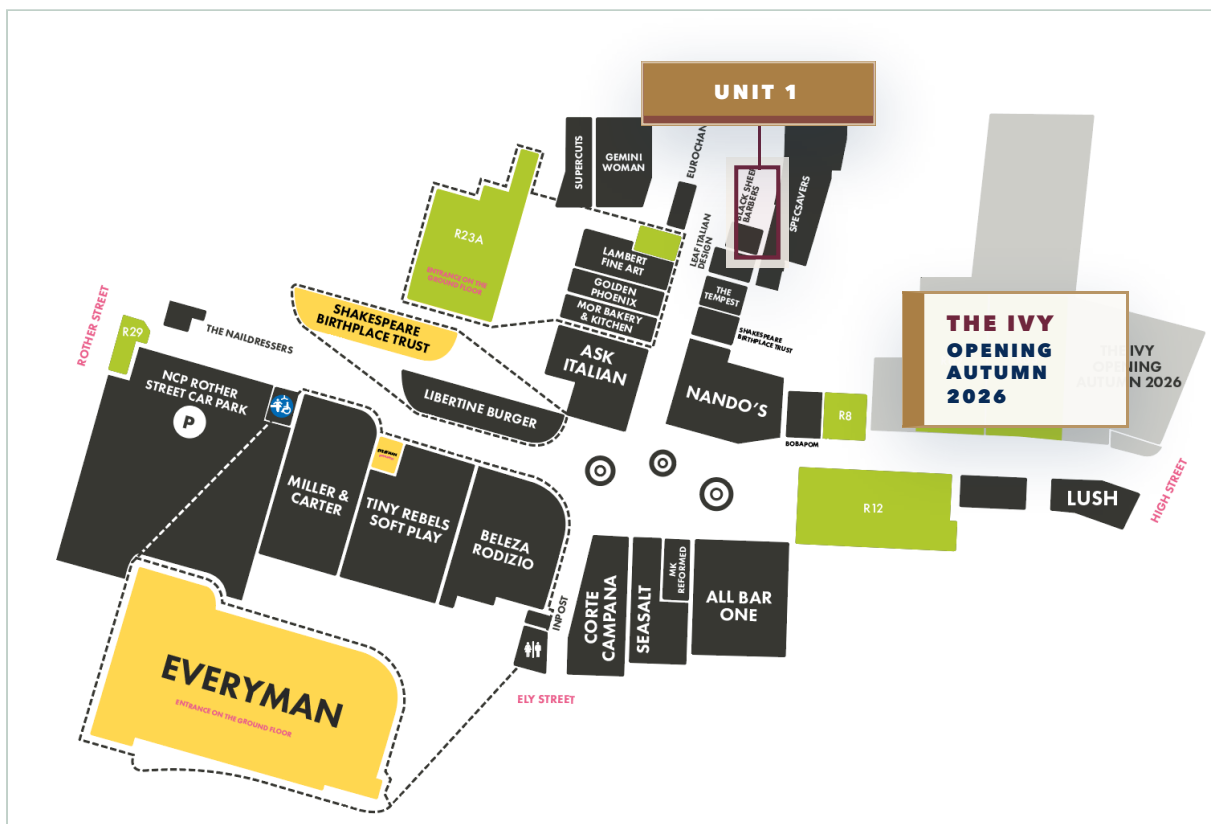 UNIT 1
SUPERCUTS
GEMINI
WOMAN
EUROCHAN
BLACK SHEEP
BARBERS
SPECSAVERS
R23A
ENTRANCE ON THE
GROUND FLOOR
LAMBERT
FINE ART
GOLDEN
PHOENIX
MOR BAKERY
& KITCHEN
LEAF ITALIAN
DESIGN
THE
TEMPEST
SHAKESPEARE
BIRTHPLACE TRUST
ROTHER STREET
R29
THE NAILDRESSERS
SHAKESPEARE
BIRTHPLACE TRUST
ASK
ITALIAN
LIBERTINE BURGER
NANDO'S
BOBAPOM
R8
THE IVY
OPENING
AUTUMN
2026
THE IVY
OPENING
AUTUMN 2026
NCP ROTHER
STREET CAR PARK
P
MILLER &
CARTER
TINY REBELS
SOFT PLAY
BELEZA
RODIZIO
R12
LUSH
HIGH STREET
INPOST
CORTE
CAMPANA
SEASALT
MK
REFORMED
ALL BAR
ONE
EVERYMAN
ENTRANCE ON THE GROUND FLOOR
ELY STREET